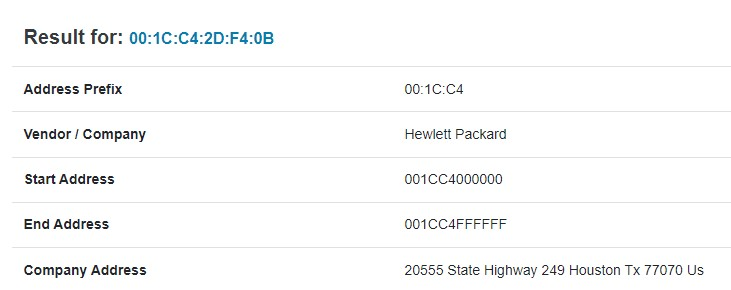 Result for: 00:1C:C4:2D:F4:0B
Address Prefix 00:1C:C4
Vendor / Company Hewlett Packard
Start Address 001CC4000000
End Address 001CC4FFFFFF
Company Address 20555 State Highway 249 Houston Tx 77070 Us